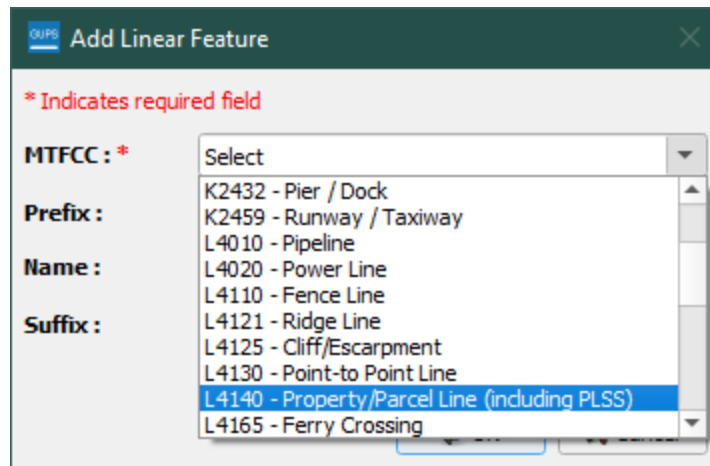 GUPS Add Linear Feature
* Indicates required field
MTFCC : * Select
K2432 - Pier / Dock
Prefix :
K2459 - Runway / Taxiway
L4010 - Pipeline
Name :
L4020 - Power Line
L4110 - Fence Line
Suffix :
L4121 - Ridge Line
L4125 - Cliff/Escarpment
L4130 - Point-to Point Line
L4140 - Property/Parcel Line (including PLSS)
L4165 - Ferry Crossing